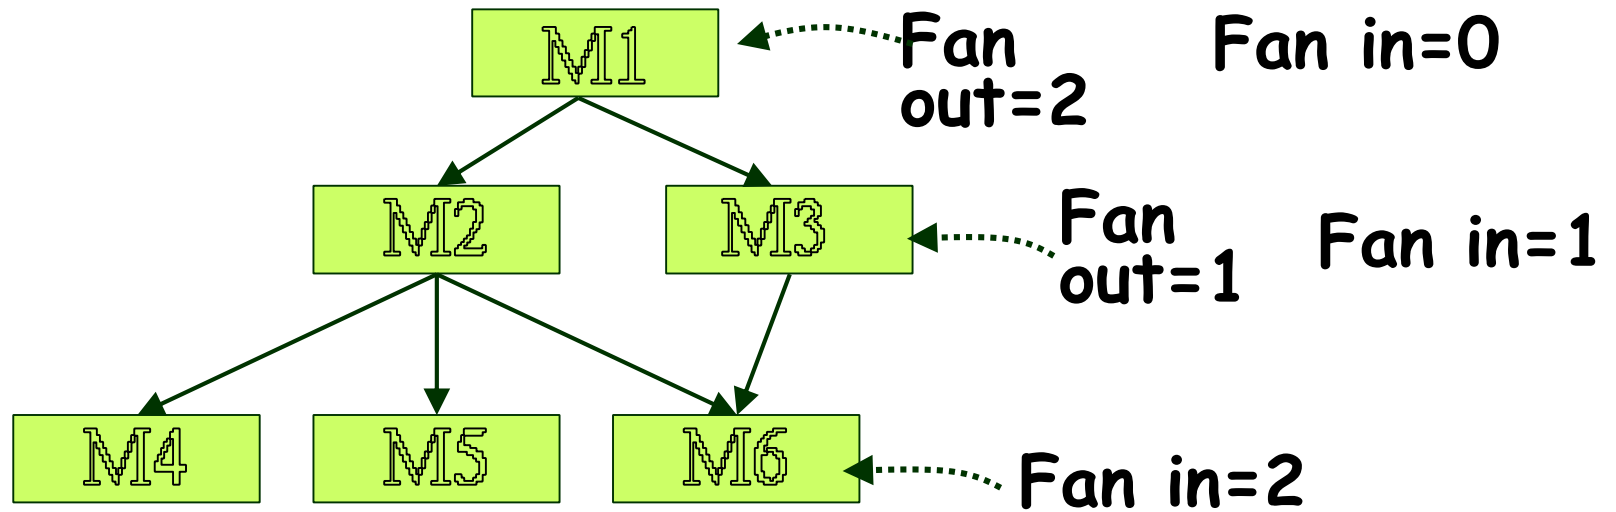 M1
Fan
out=2
Fan in=0
M2
M3
Fan
out=1
Fan in=1
M4
M5
M6
Fan in=2